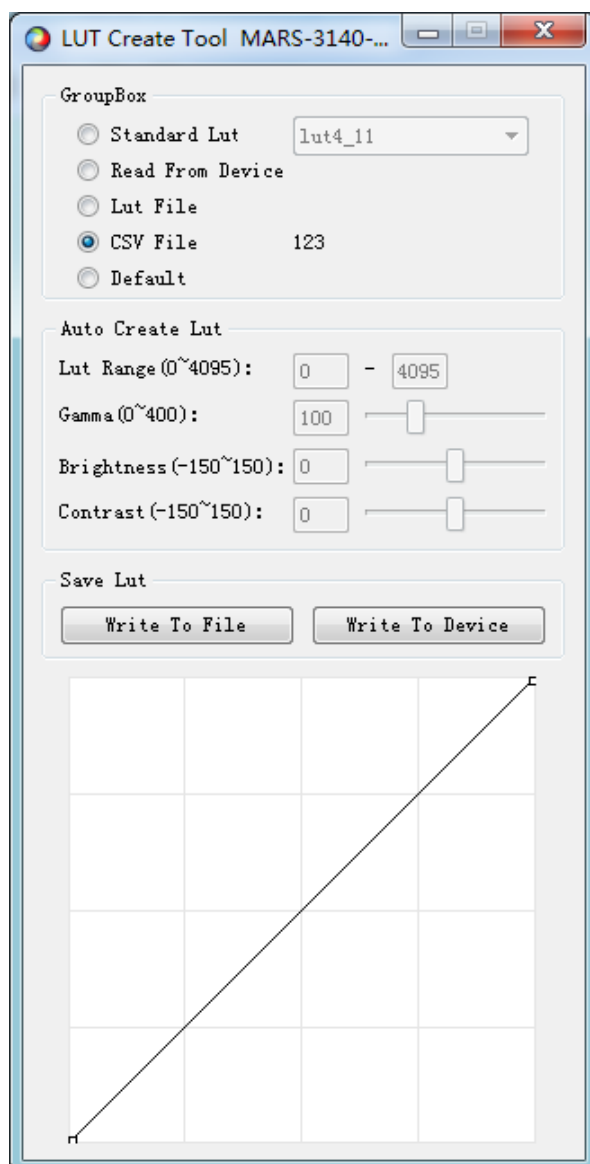 LUT Create Tool MARS-3140-...
GroupBox
Standard Lut lut4_11
Read From Device
Lut File
CSV File 123
Default
Auto Create Lut
Lut Range(0~4095): 0 - 4095
Gamma(0~400): 100
Brightness(-150~150): 0
Contrast(-150~150): 0
Save Lut
Write To File Write To Device